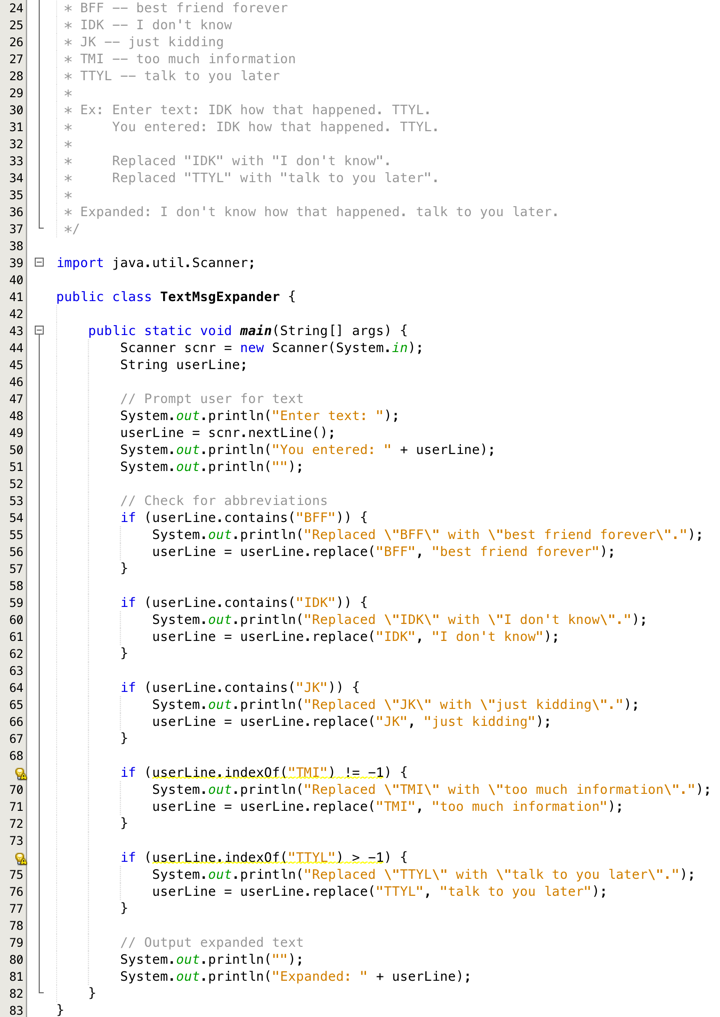 24 * BFF -- best friend forever
25 * IDK -- I don't know
26 * JK -- just kidding
27 * TMI -- too much information
28 * TTYL -- talk to you later
29 *
30 * Ex: Enter text: IDK how that happened. TTYL.
31 *     You entered: IDK how that happened. TTYL.
32 *
33 *     Replaced "IDK" with "I don't know".
34 *     Replaced "TTYL" with "talk to you later".
35 *
36 * Expanded: I don't know how that happened. talk to you later.
37 */
38
39 import java.util.Scanner;
40
41 public class TextMsgExpander {
42
43     public static void main(String[] args) {
44         Scanner scnr = new Scanner(System.in);
45         String userLine;
46
47         // Prompt user for text
48         System.out.println("Enter text: ");
49         userLine = scnr.nextLine();
50         System.out.println("You entered: " + userLine);
51         System.out.println("");
52
53         // Check for abbreviations
54         if (userLine.contains("BFF")) {
55             System.out.println("Replaced \"BFF\" with \"best friend forever\".");
56             userLine = userLine.replace("BFF", "best friend forever");
57         }
58
59         if (userLine.contains("IDK")) {
60             System.out.println("Replaced \"IDK\" with \"I don't know\".");
61             userLine = userLine.replace("IDK", "I don't know");
62         }
63
64         if (userLine.contains("JK")) {
65             System.out.println("Replaced \"JK\" with \"just kidding\".");
66             userLine = userLine.replace("JK", "just kidding");
67         }
68
        if (userLine.indexOf("TMI") != -1) {
70             System.out.println("Replaced \"TMI\" with \"too much information\".");
71             userLine = userLine.replace("TMI", "too much information");
72         }
73
        if (userLine.indexOf("TTYL") > -1) {
75             System.out.println("Replaced \"TTYL\" with \"talk to you later\".");
76             userLine = userLine.replace("TTYL", "talk to you later");
77         }
78
79         // Output expanded text
80         System.out.println("");
81         System.out.println("Expanded: " + userLine);
82     }
83 }